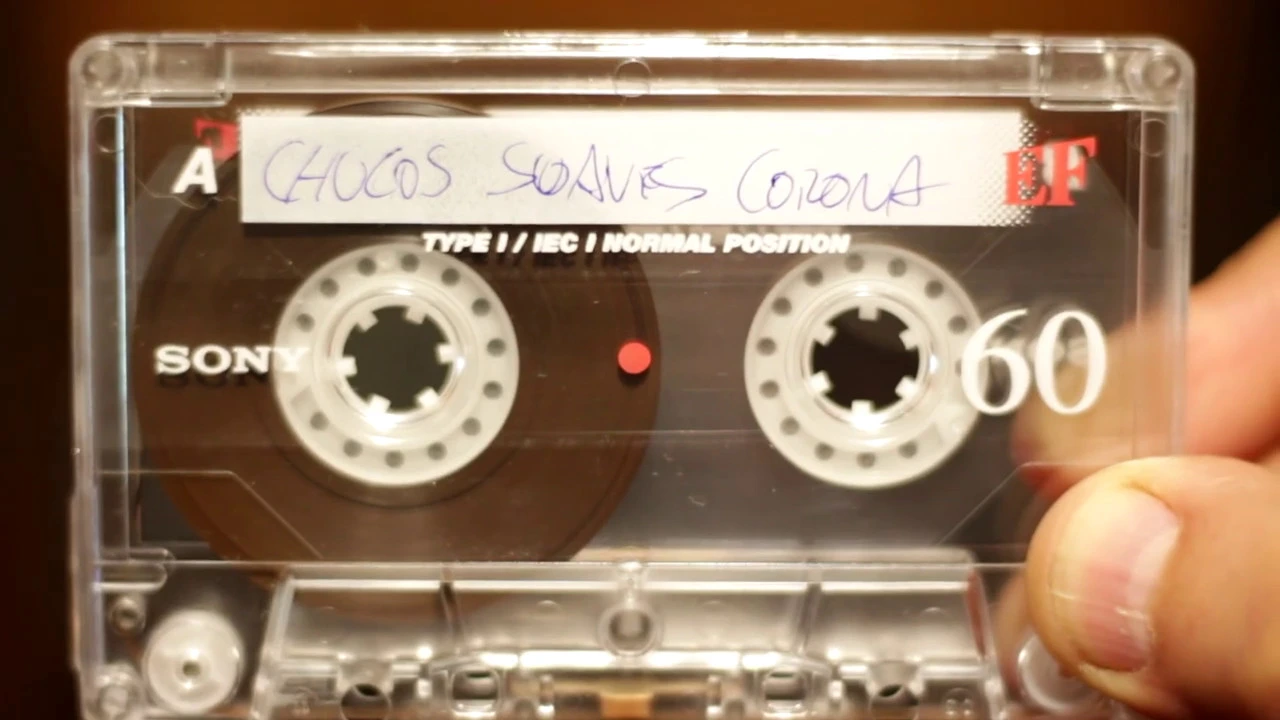 A CHUCOS SUAVES CORONA EF
TYPE I / IEC I NORMAL POSITION
SONY 60